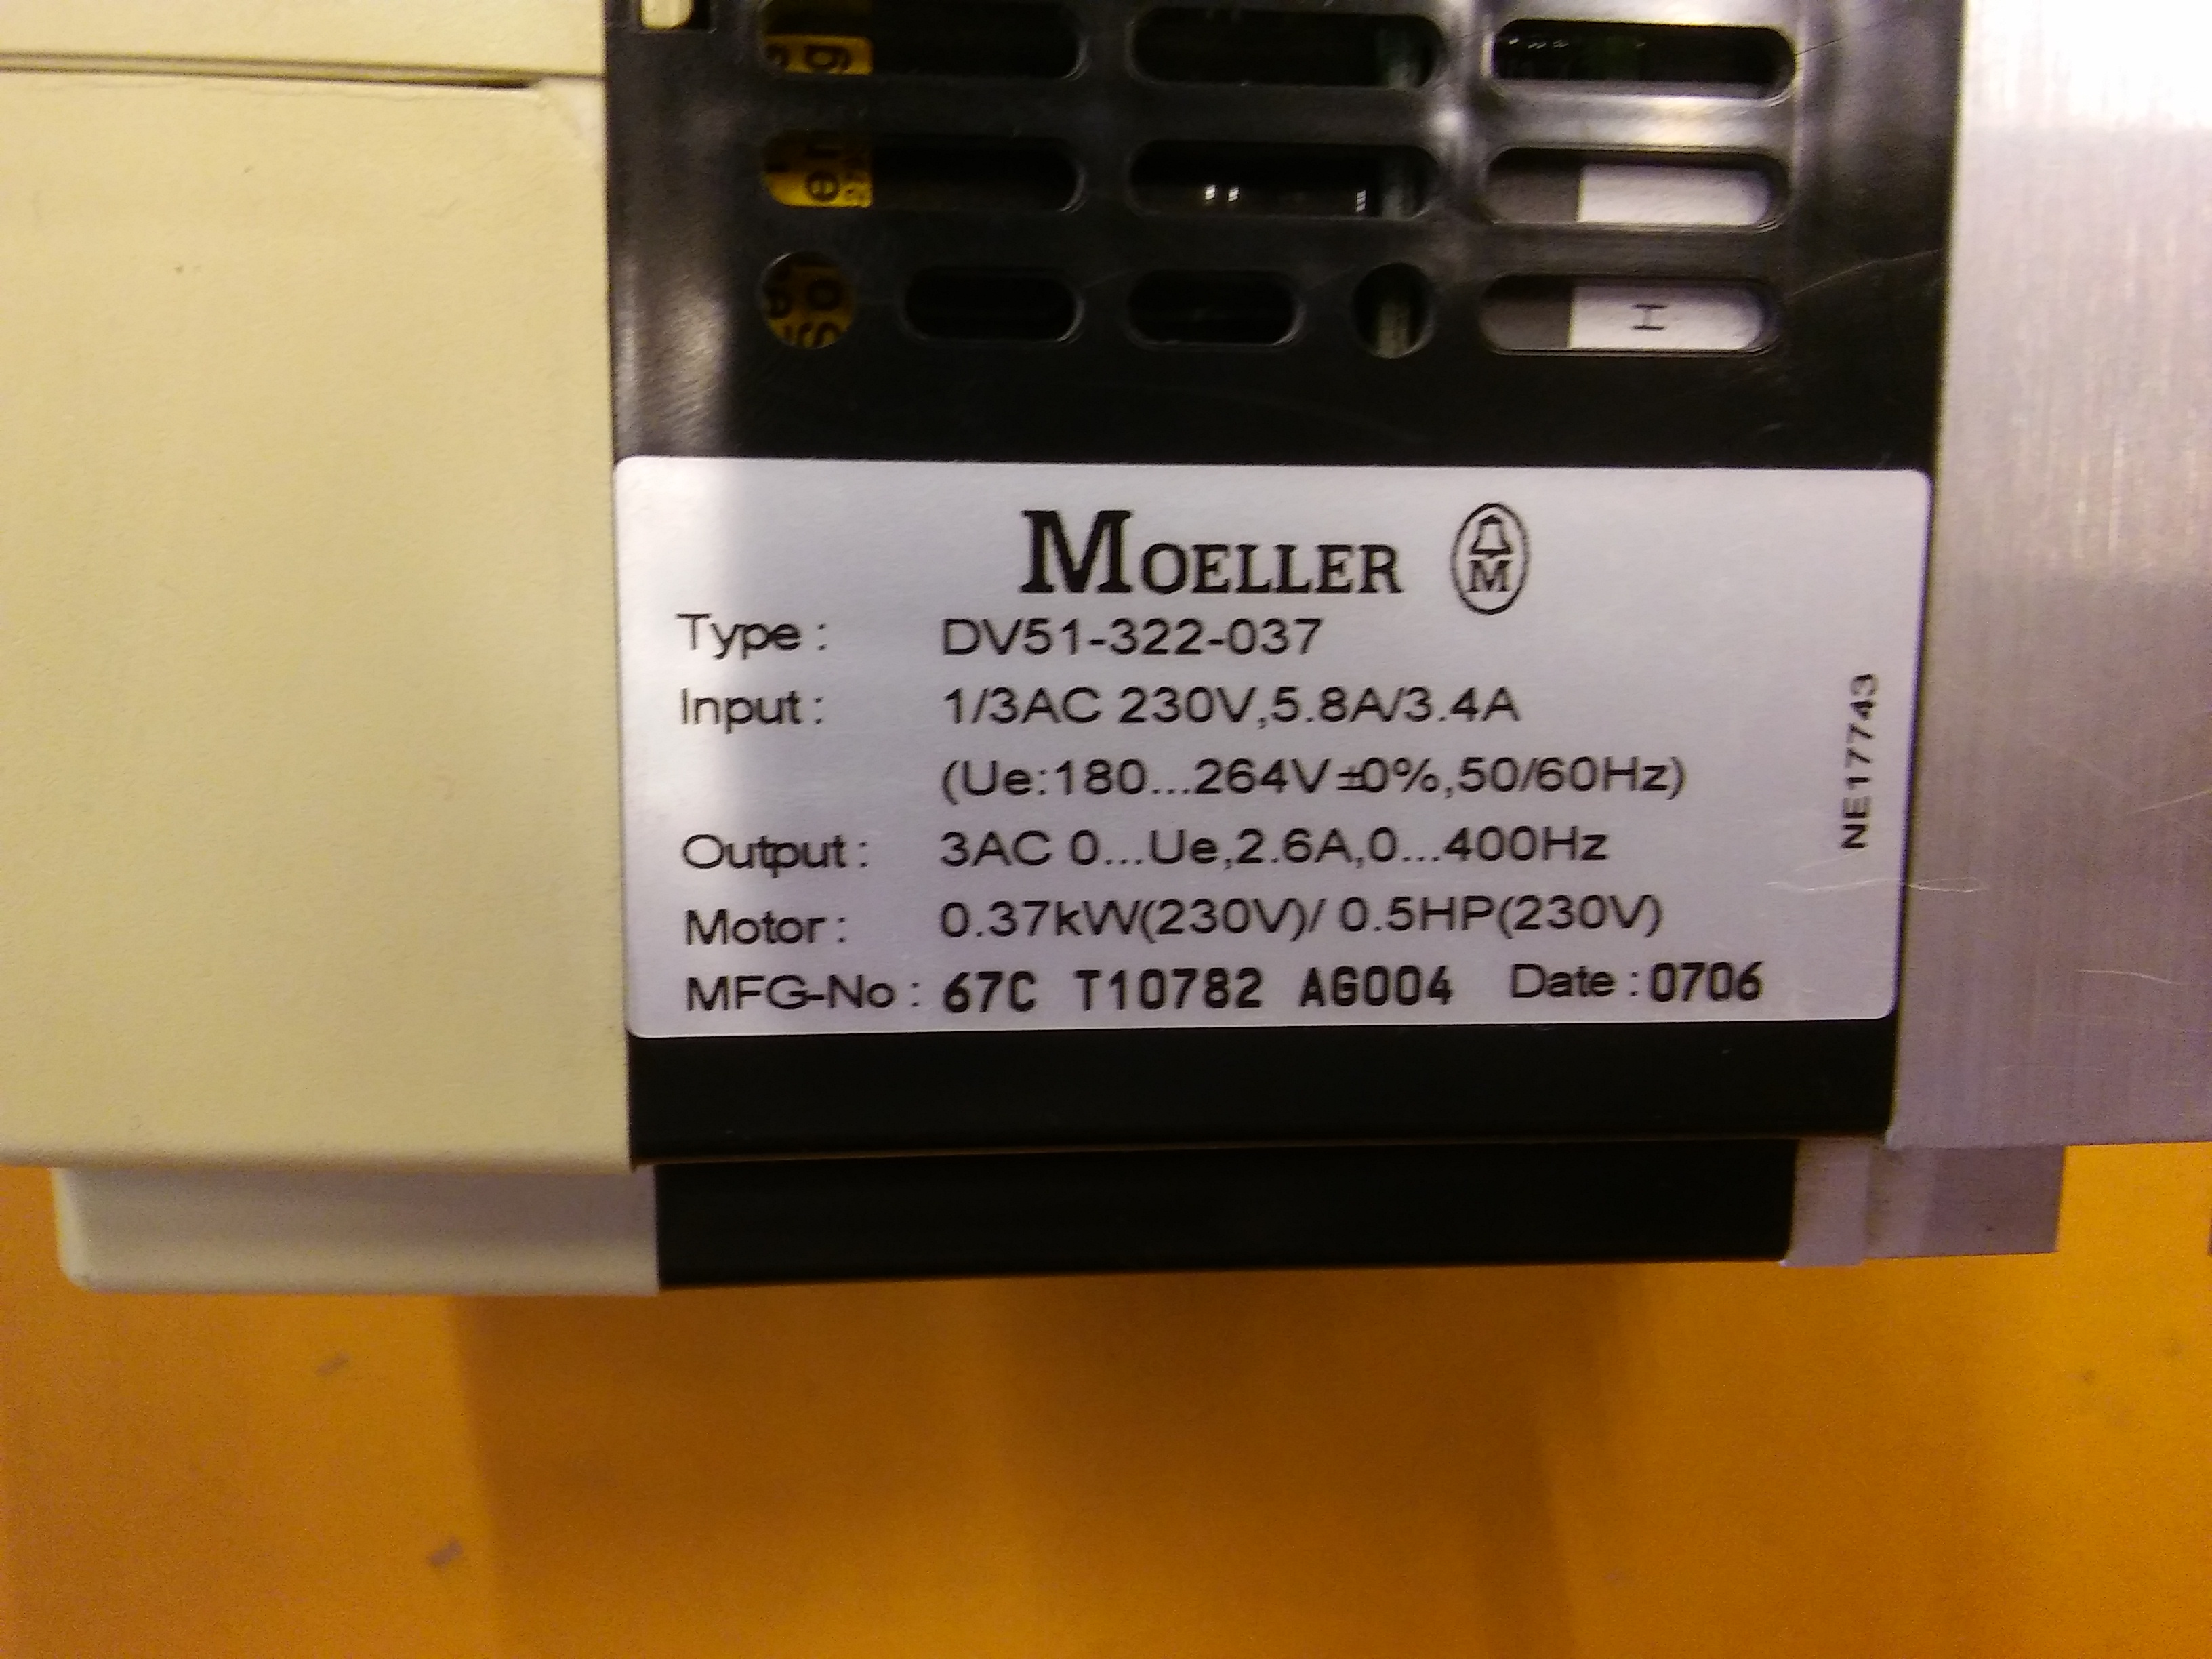 MOELLER M
Type: DV51-322-037
Input: 1/3AC 230V,5.8A/3.4A
(Ue:180...264V±0%,50/60Hz)
Output: 3AC 0...Ue,2.6A,0...400Hz
Motor: 0.37kW(230V)/ 0.5HP(230V)
MFG-No: 67C T10782 AG004 Date:0706
NE17743
H